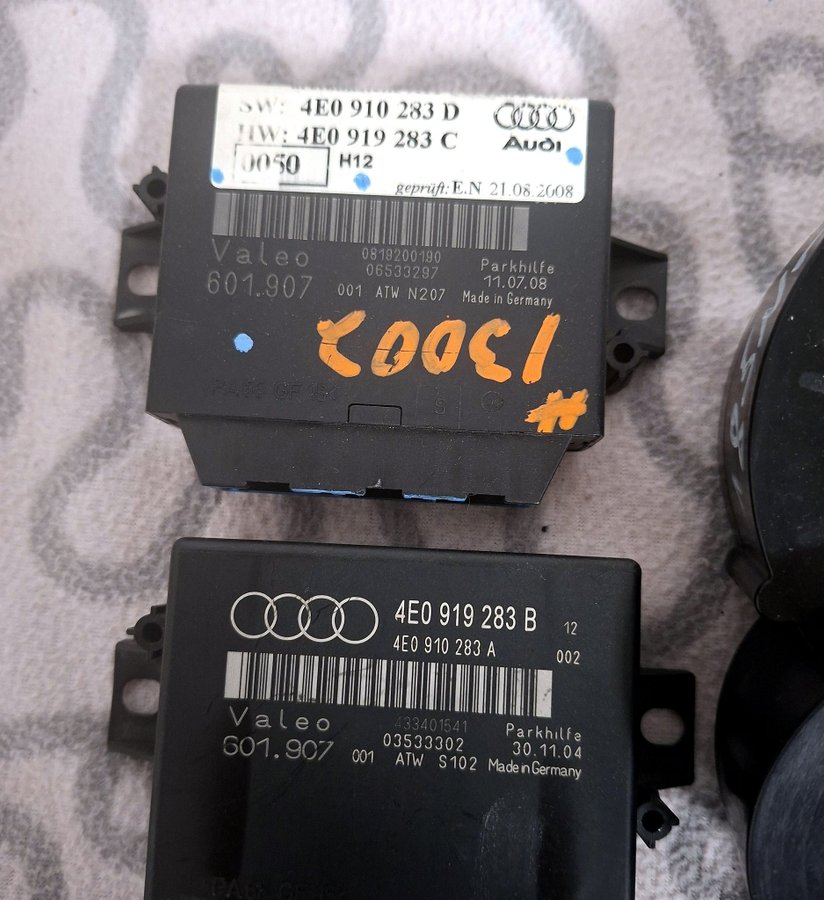 SW: 4E0 910 283 D
HW: 4E0 919 283 C
Audi
0050 H12
geprüft: E.N 21.08.2008
Valeo 0819200190
06533297 Parkhilfe
601.907 001 ATW N207 11.07.08
Made in Germany
13002
#
S
4E0 919 283 B 12
4E0 910 283 A 002
Valeo 433401541
03533302 Parkhilfe
601.907 001 ATW S102 30.11.04
Made in Germany